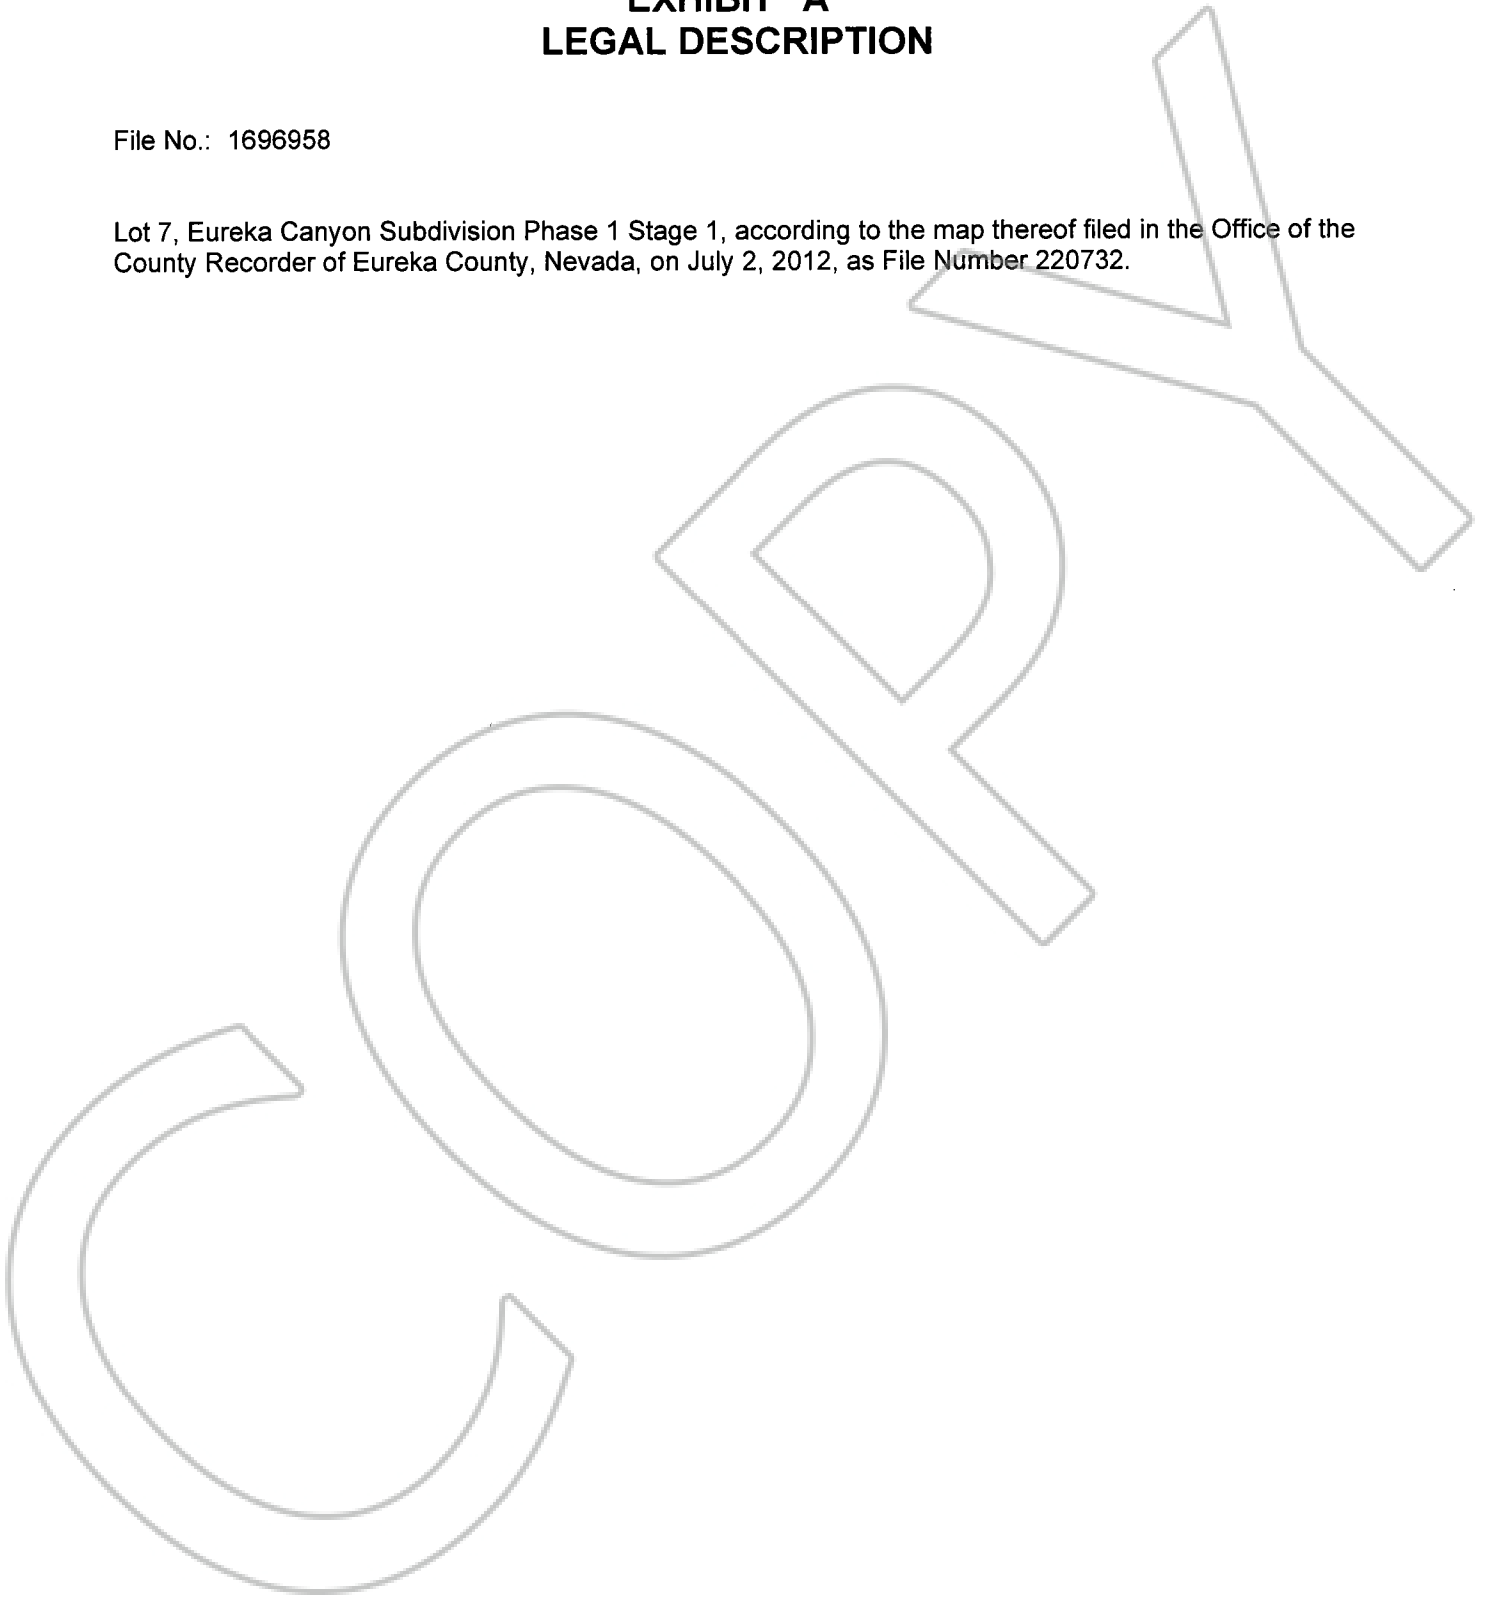 EXHIBIT "A"
LEGAL DESCRIPTION
File No.: 1696958
Lot 7, Eureka Canyon Subdivision Phase 1 Stage 1, according to the map thereof filed in the Office of the
County Recorder of Eureka County, Nevada, on July 2, 2012, as File Number 220732.
COPY